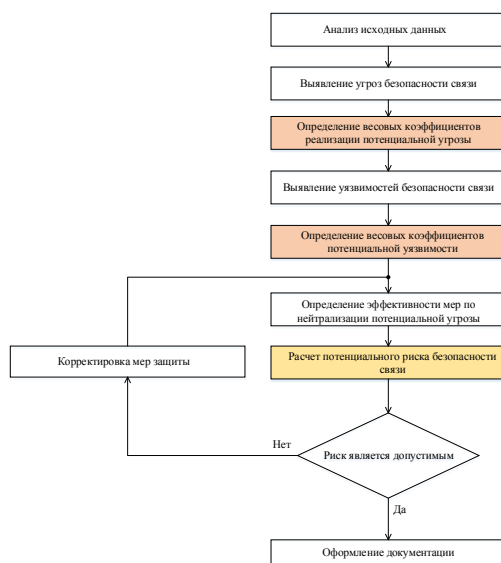 Анализ исходных данных
Выявление угроз безопасности связи
Определение весовых коэффициентов
реализации потенциальной угрозы
Выявление уязвимостей безопасности связи
Определение весовых коэффициентов
потенциальной уязвимости
Определение эффективности мер по
нейтрализации потенциальной угрозы
Корректировка мер защиты
Расчет потенциального риска безопасности
связи
Нет
Риск является допустимым
Да
Оформление документации